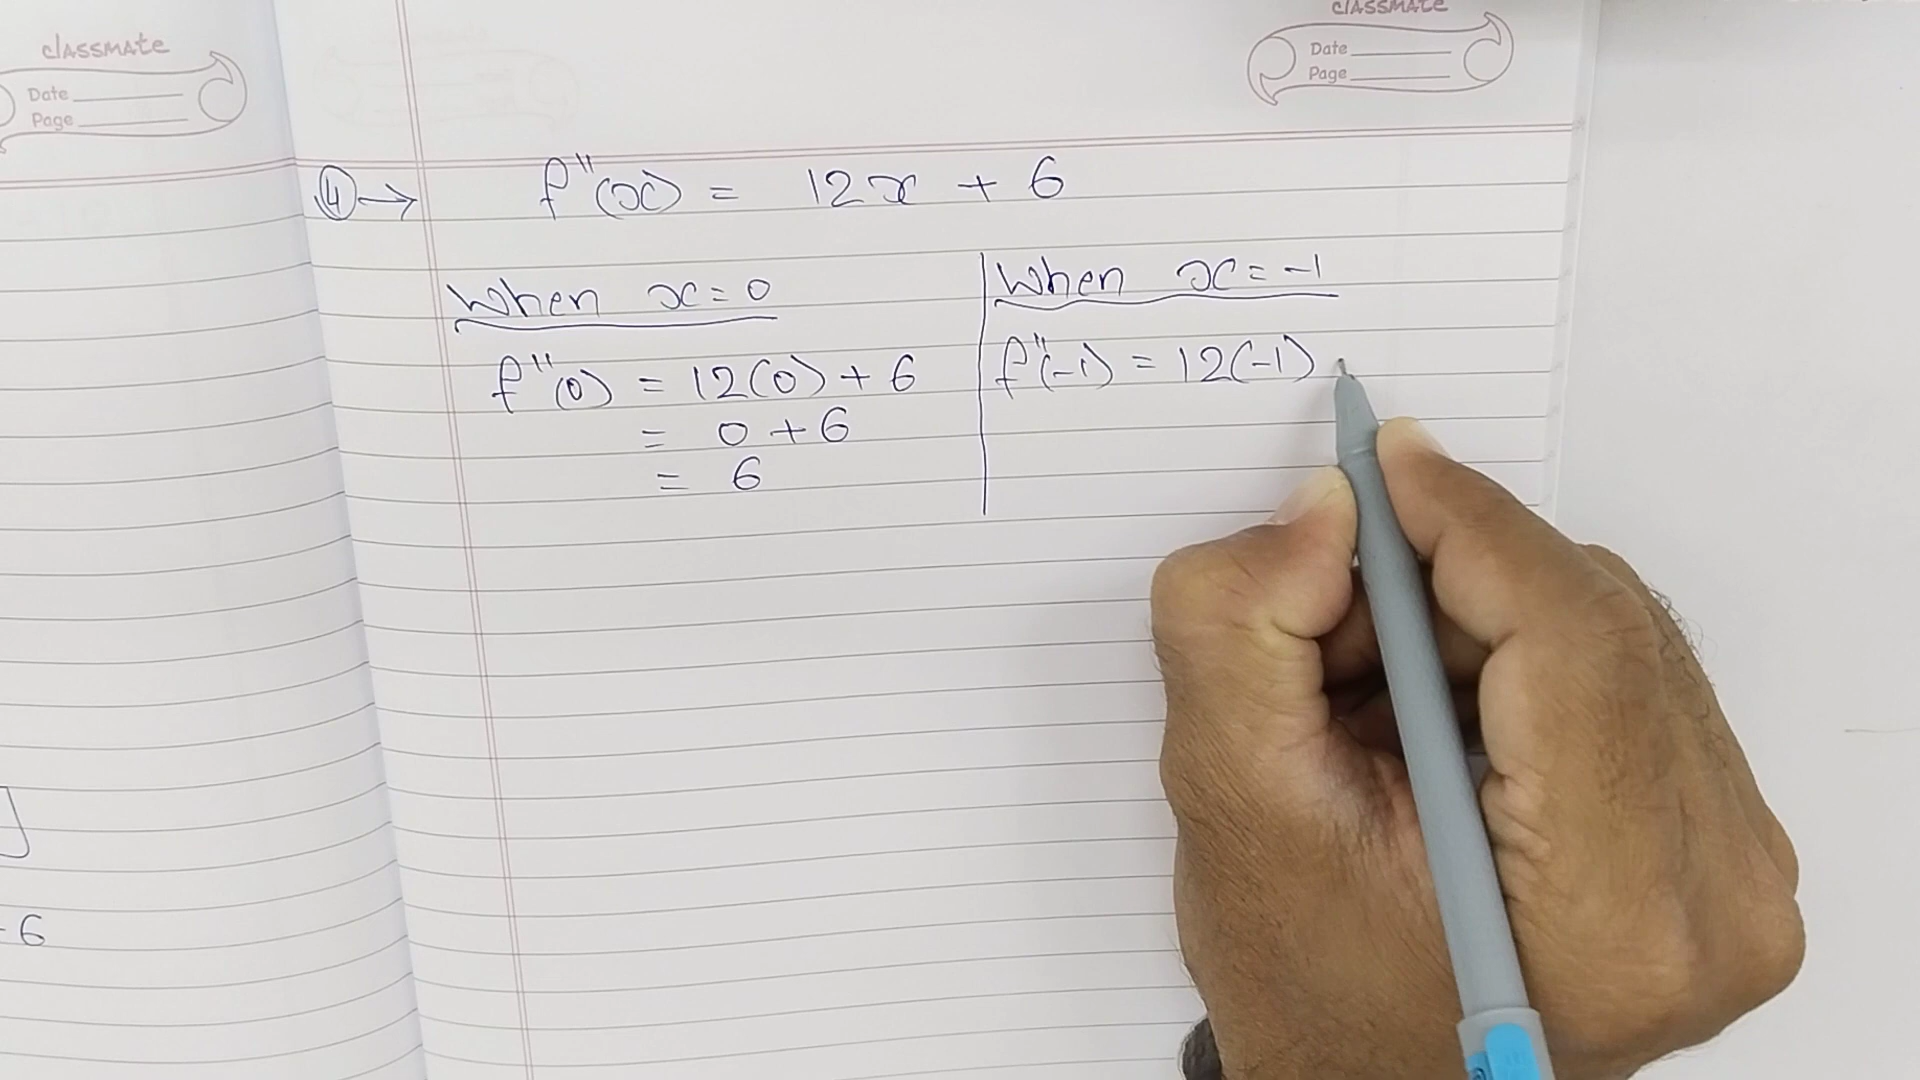 classmate
Date
Page
classmate
Date
Page
④→ f''(x) = 12x + 6
When x=0
f''(0) = 12(0) + 6
= 0 + 6
= 6
When x=-1
f''(-1) = 12(-1)
- 6